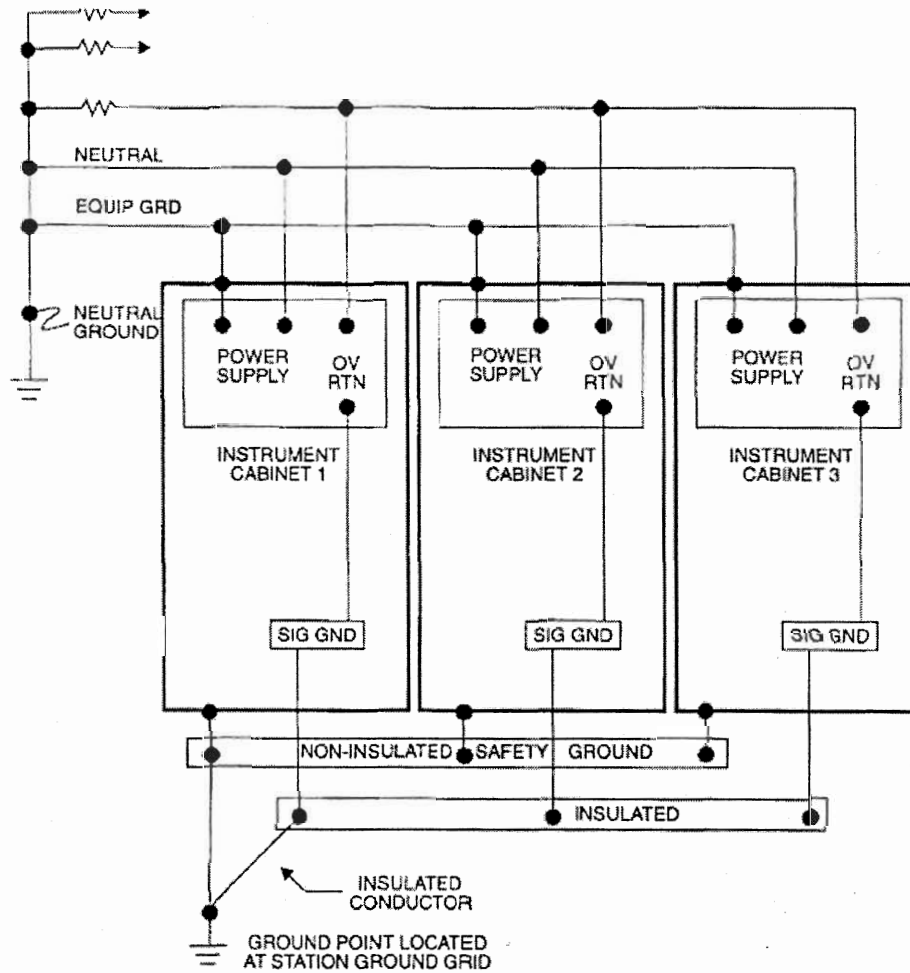 NEUTRAL
EQUIP GRD
NEUTRAL
GROUND
POWER
SUPPLY
OV
RTN
POWER
SUPPLY
OV
RTN
POWER
SUPPLY
OV
RTN
INSTRUMENT
CABINET 1
INSTRUMENT
CABINET 2
INSTRUMENT
CABINET 3
SIG GND
SIG GND
SIG GND
NON-INSULATED SAFETY GROUND
INSULATED
INSULATED
CONDUCTOR
GROUND POINT LOCATED
AT STATION GROUND GRID